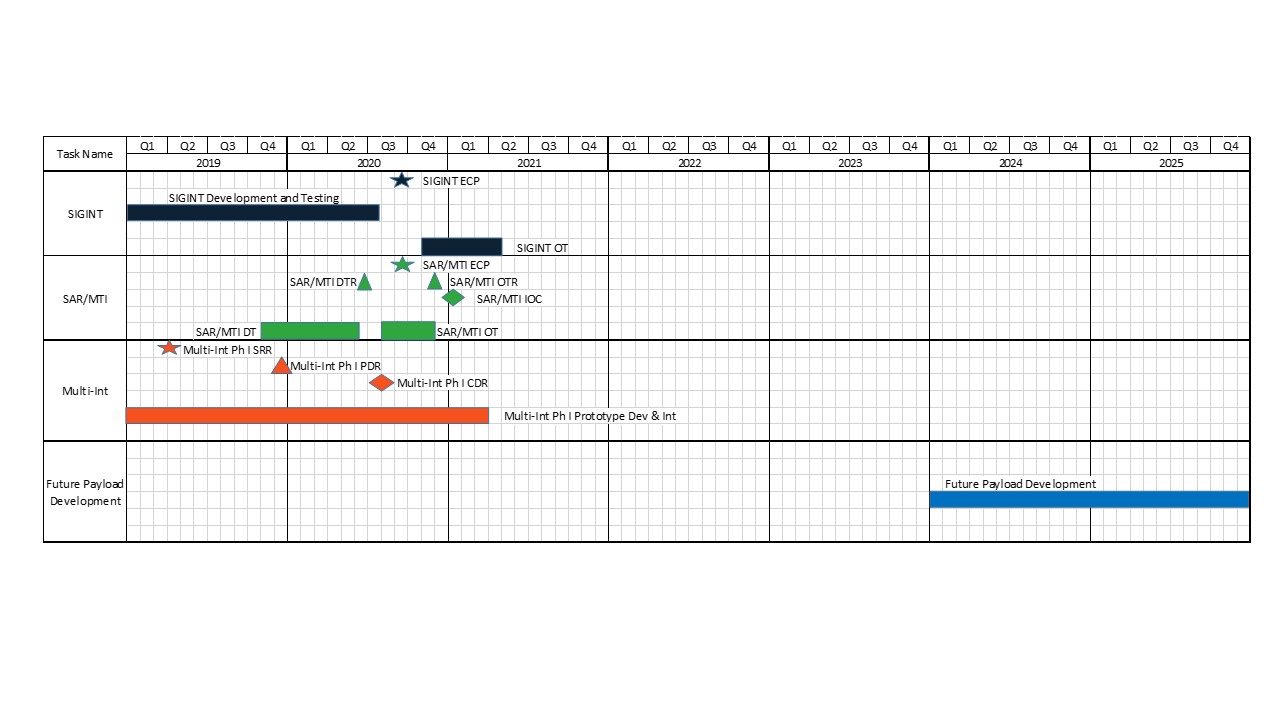 Task Name
Q1 Q2 Q3 Q4 Q1 Q2 Q3 Q4 Q1 Q2 Q3 Q4 Q1 Q2 Q3 Q4 Q1 Q2 Q3 Q4 Q1 Q2 Q3 Q4 Q1 Q2 Q3 Q4
2019 2020 2021 2022 2023 2024 2025
SIGINT
SIGINT ECP
SIGINT Development and Testing
SIGINT OT
SAR/MTI
SAR/MTI ECP
SAR/MTI DTR
SAR/MTI OTR
SAR/MTI IOC
SAR/MTI DT
SAR/MTI OT
Multi-Int
Multi-Int Ph I SRR
Multi-Int Ph I PDR
Multi-Int Ph I CDR
Multi-Int Ph I Prototype Dev & Int
Future Payload
Development
Future Payload Development